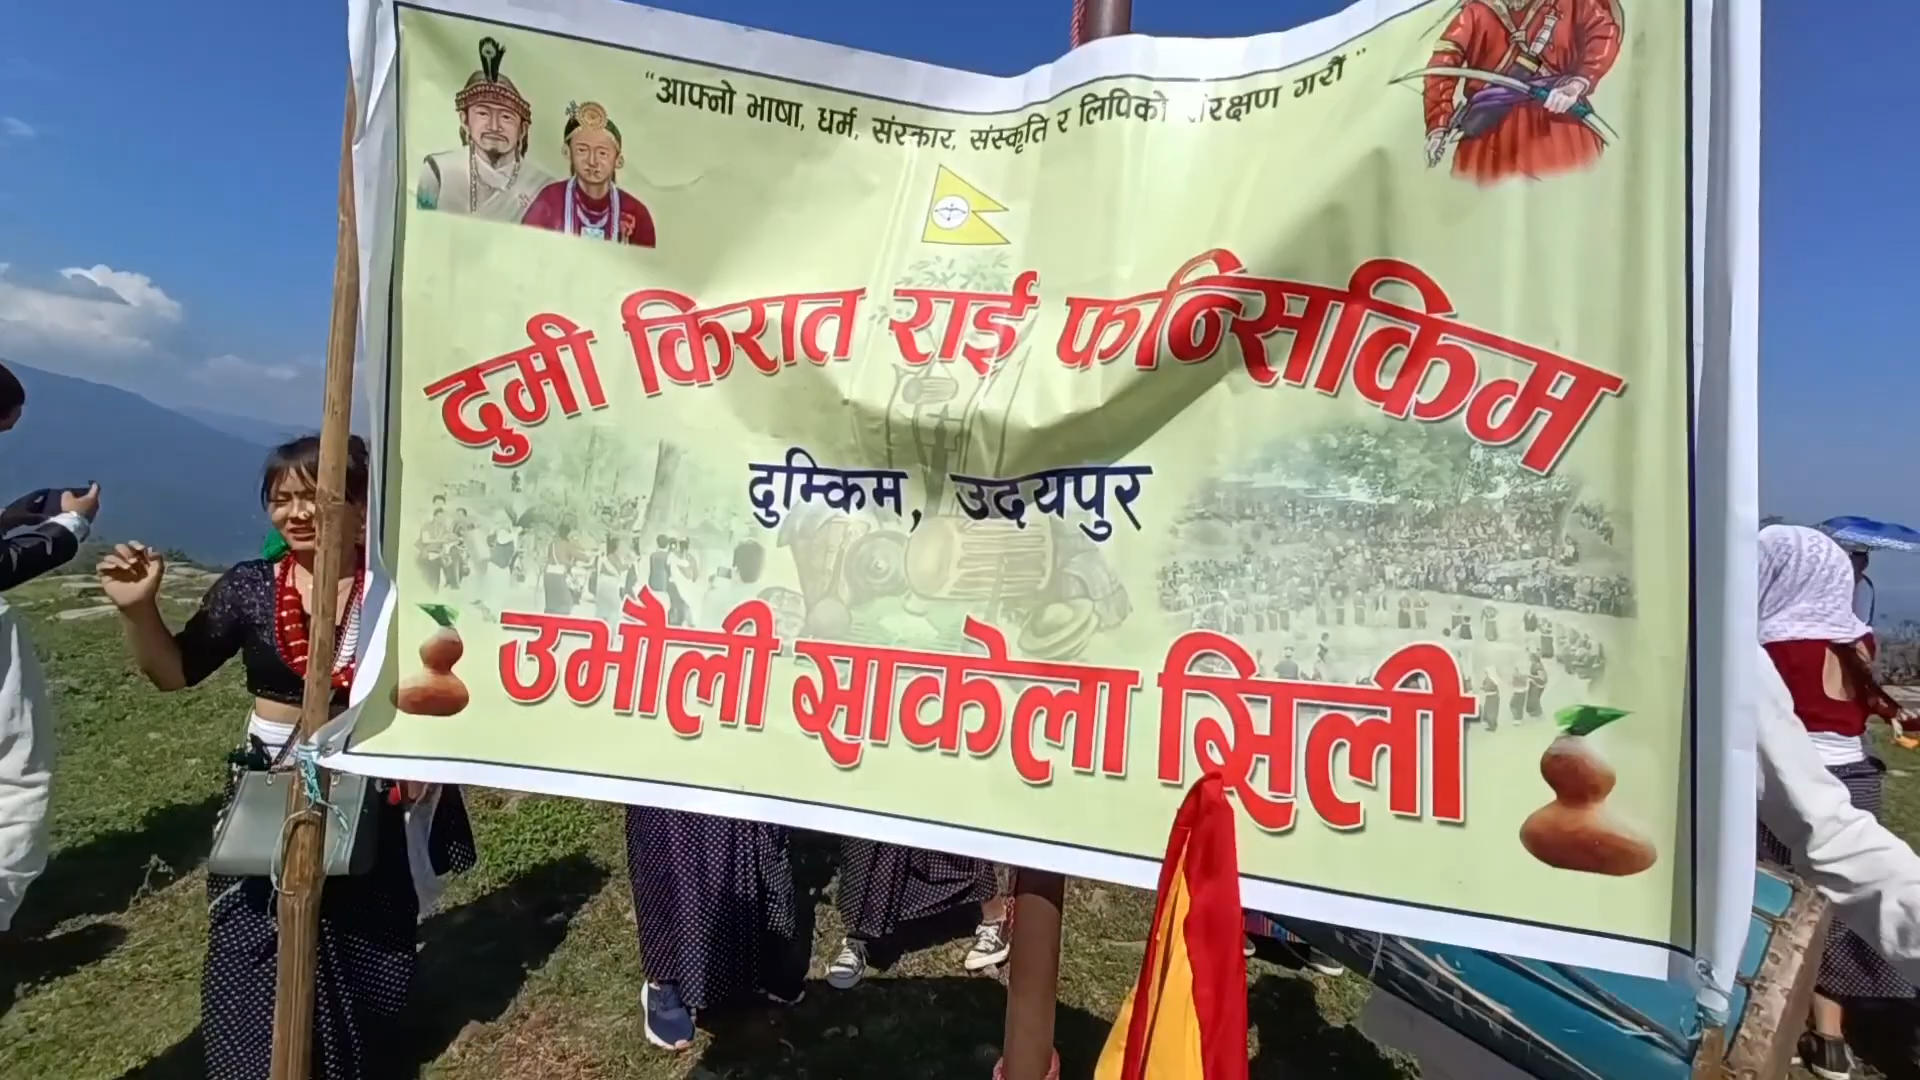 “आफ्नो भाषा, धर्म, संस्कार, संस्कृति र लिपिको संरक्षण गरौं”
दुमी किरात राई फन्सिकिम
दुम्किम, उदयपुर
उभौली साकेला सिली